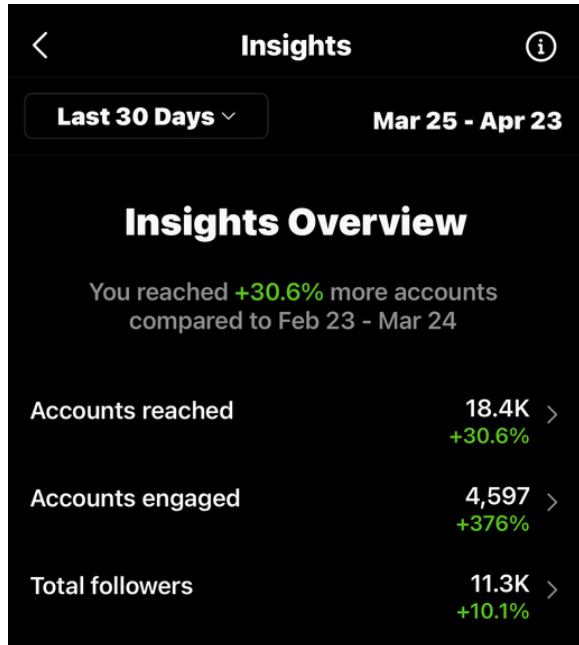 Insights
Last 30 Days
Mar 25 - Apr 23
Insights Overview
You reached +30.6% more accounts
compared to Feb 23 - Mar 24
Accounts reached
18.4K
+30.6%
Accounts engaged
4,597
+376%
Total followers
11.3K
+10.1%